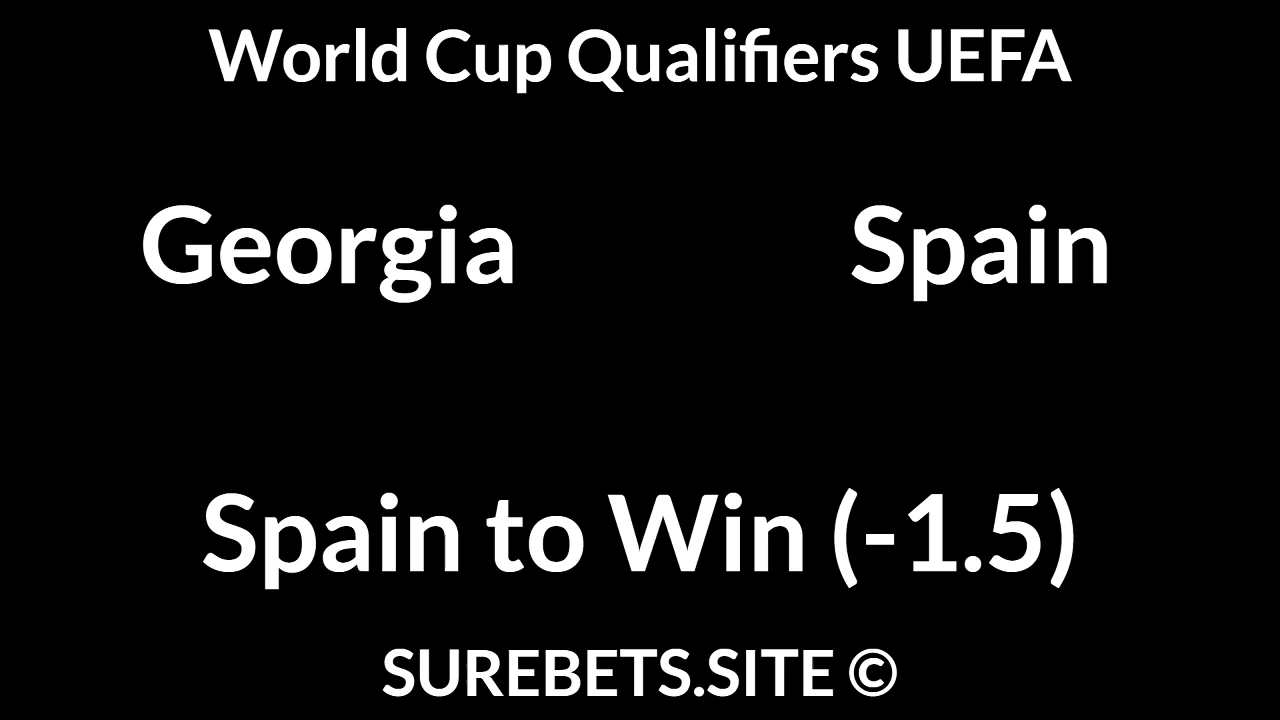 World Cup Qualifiers UEFA
Georgia Spain
Spain to Win (-1.5)
SUREBETS.SITE ©